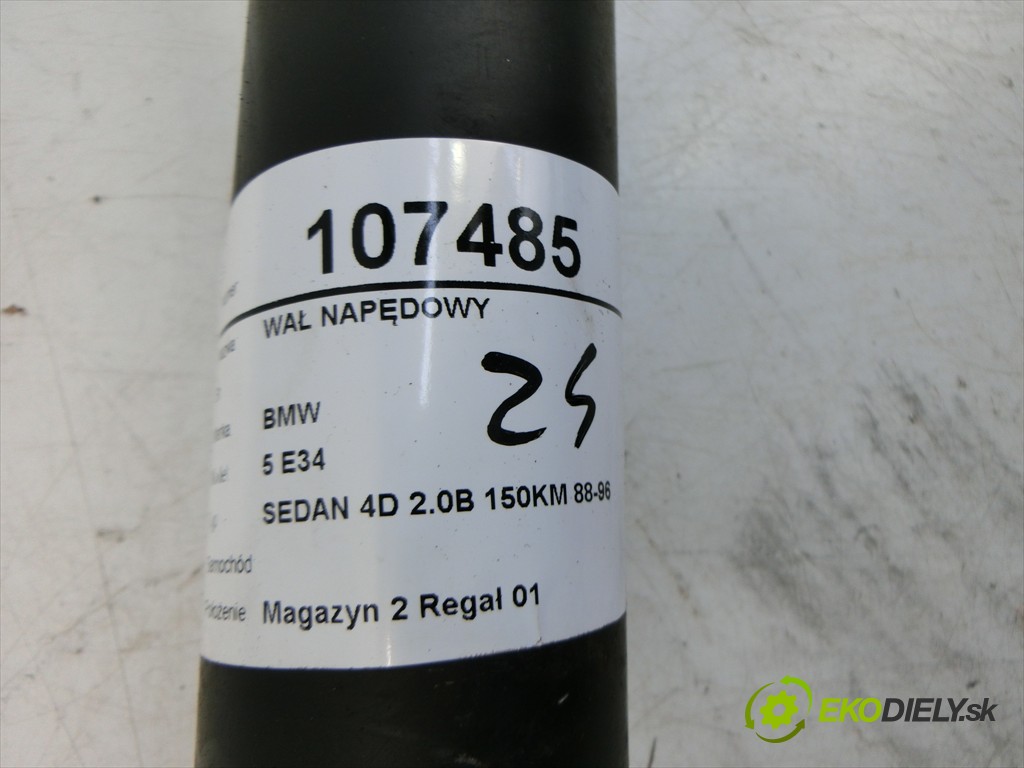 107485
WAŁ NAPĘDOWY
BMW
5 E34
SEDAN 4D 2.0B 150KM 88-96
Magazyn 2 Regał 01
EKODIELY.sk